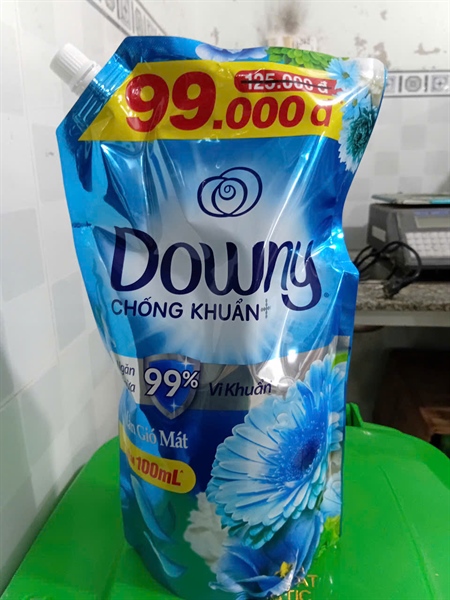 125.000 đ
99.000 đ
Downy
CHỐNG KHUẨN+
99% Vi Khuẩn
Gió Mát
100mL*